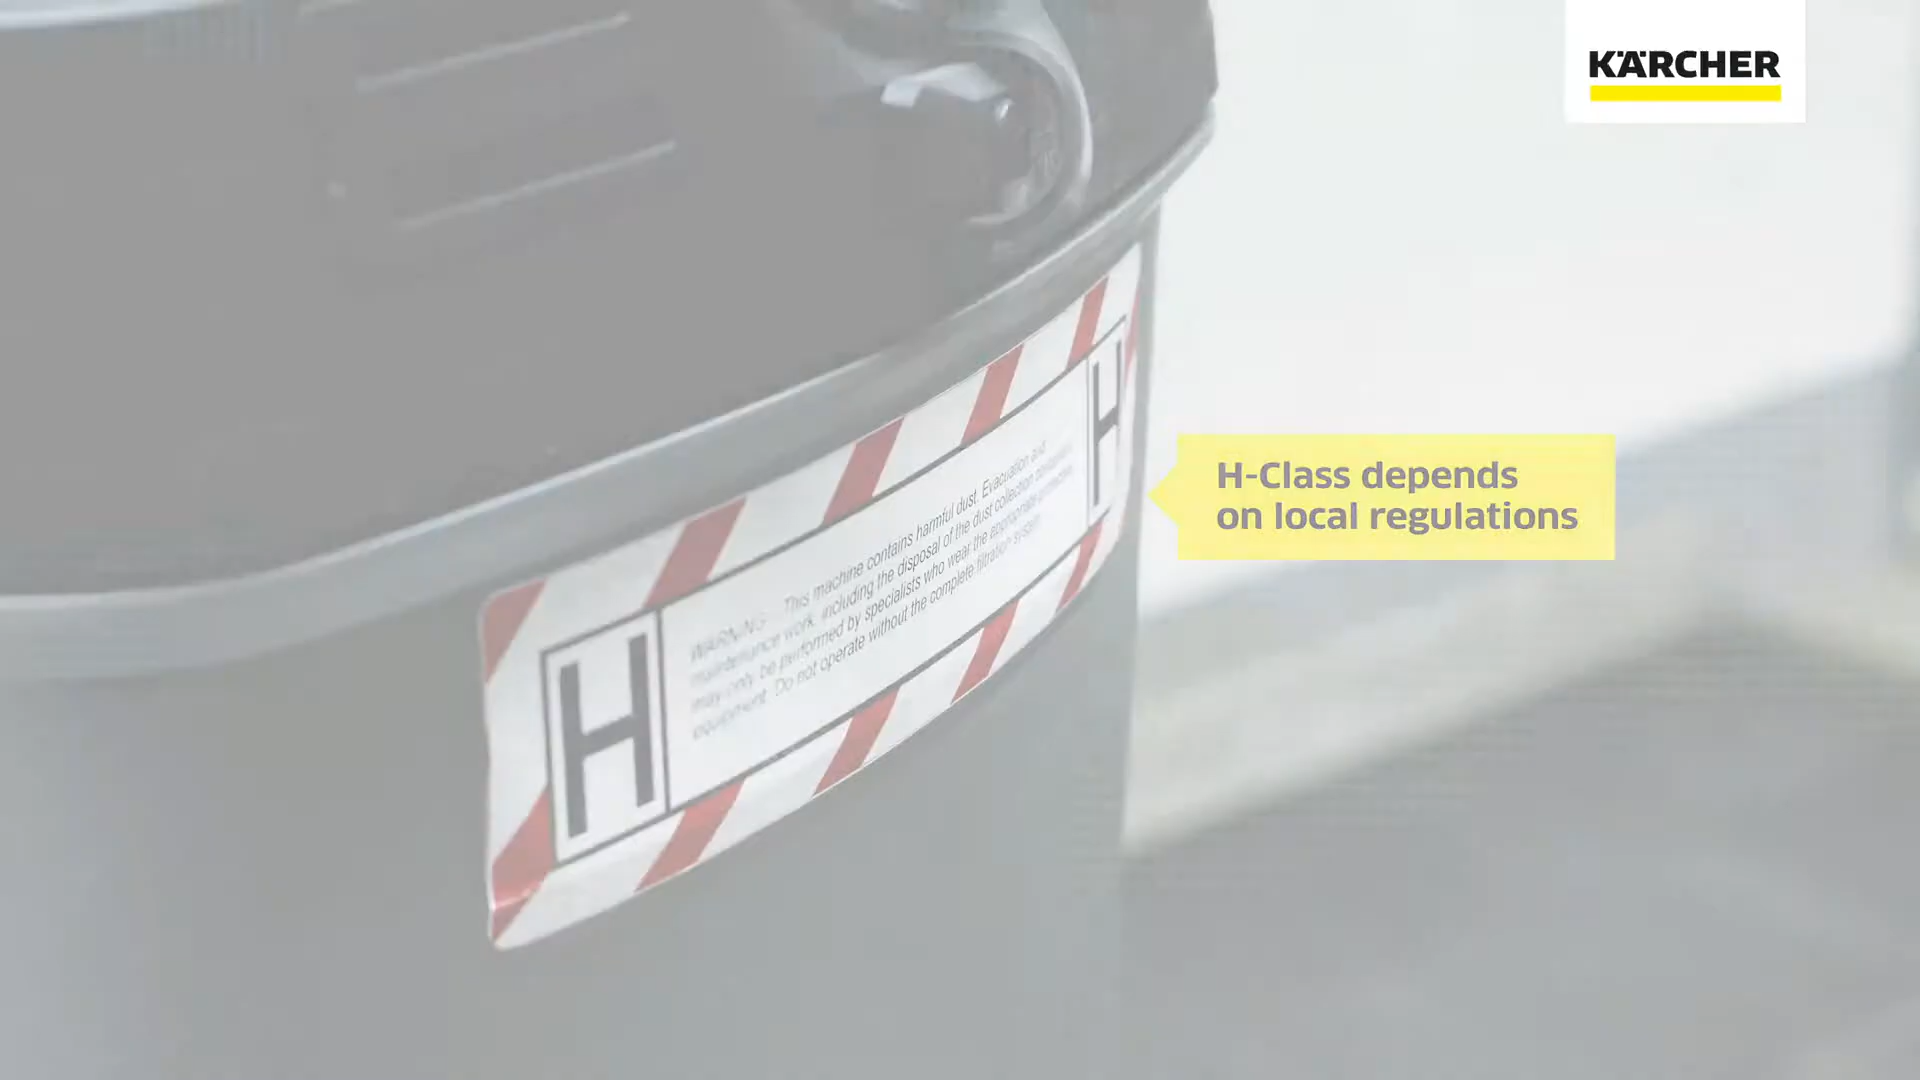 KÄRCHER
H-Class depends
on local regulations
H
WARNING: This machine contains harmful dust. Evacuation and
maintenance work, including the disposal of the dust collection containers,
may only be performed by specialists who wear the appropriate protective
equipment. Do not operate without the complete filtration system.
H